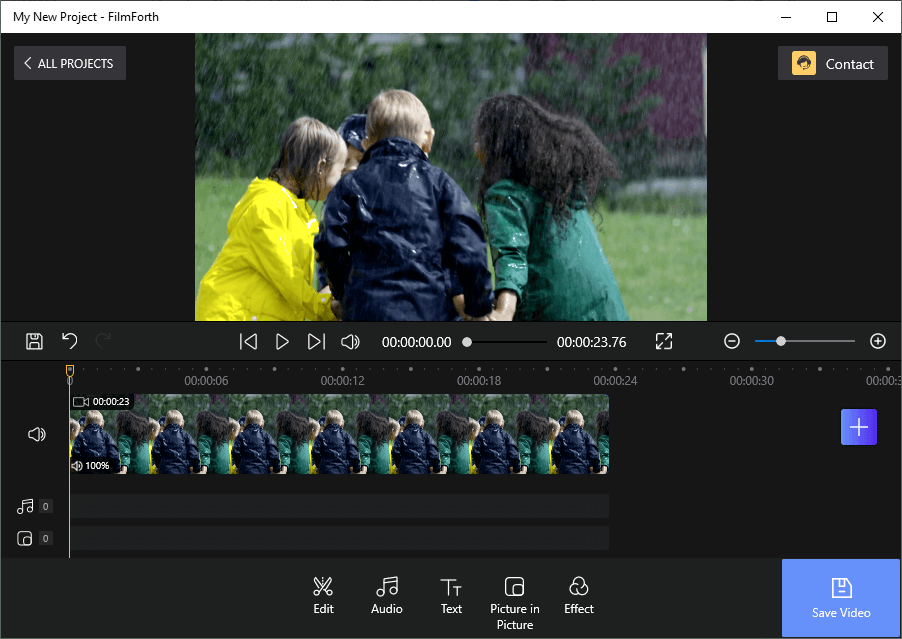 My New Project - FilmForth
ALL PROJECTS
Contact
00:00:00.00
00:00:23.76
0
00:00:06
00:00:12
00:00:18
00:00:24
00:00:30
00:00:3
00:00:23
100%
0
0
Edit
Audio
Text
Picture in
Picture
Effect
Save Video